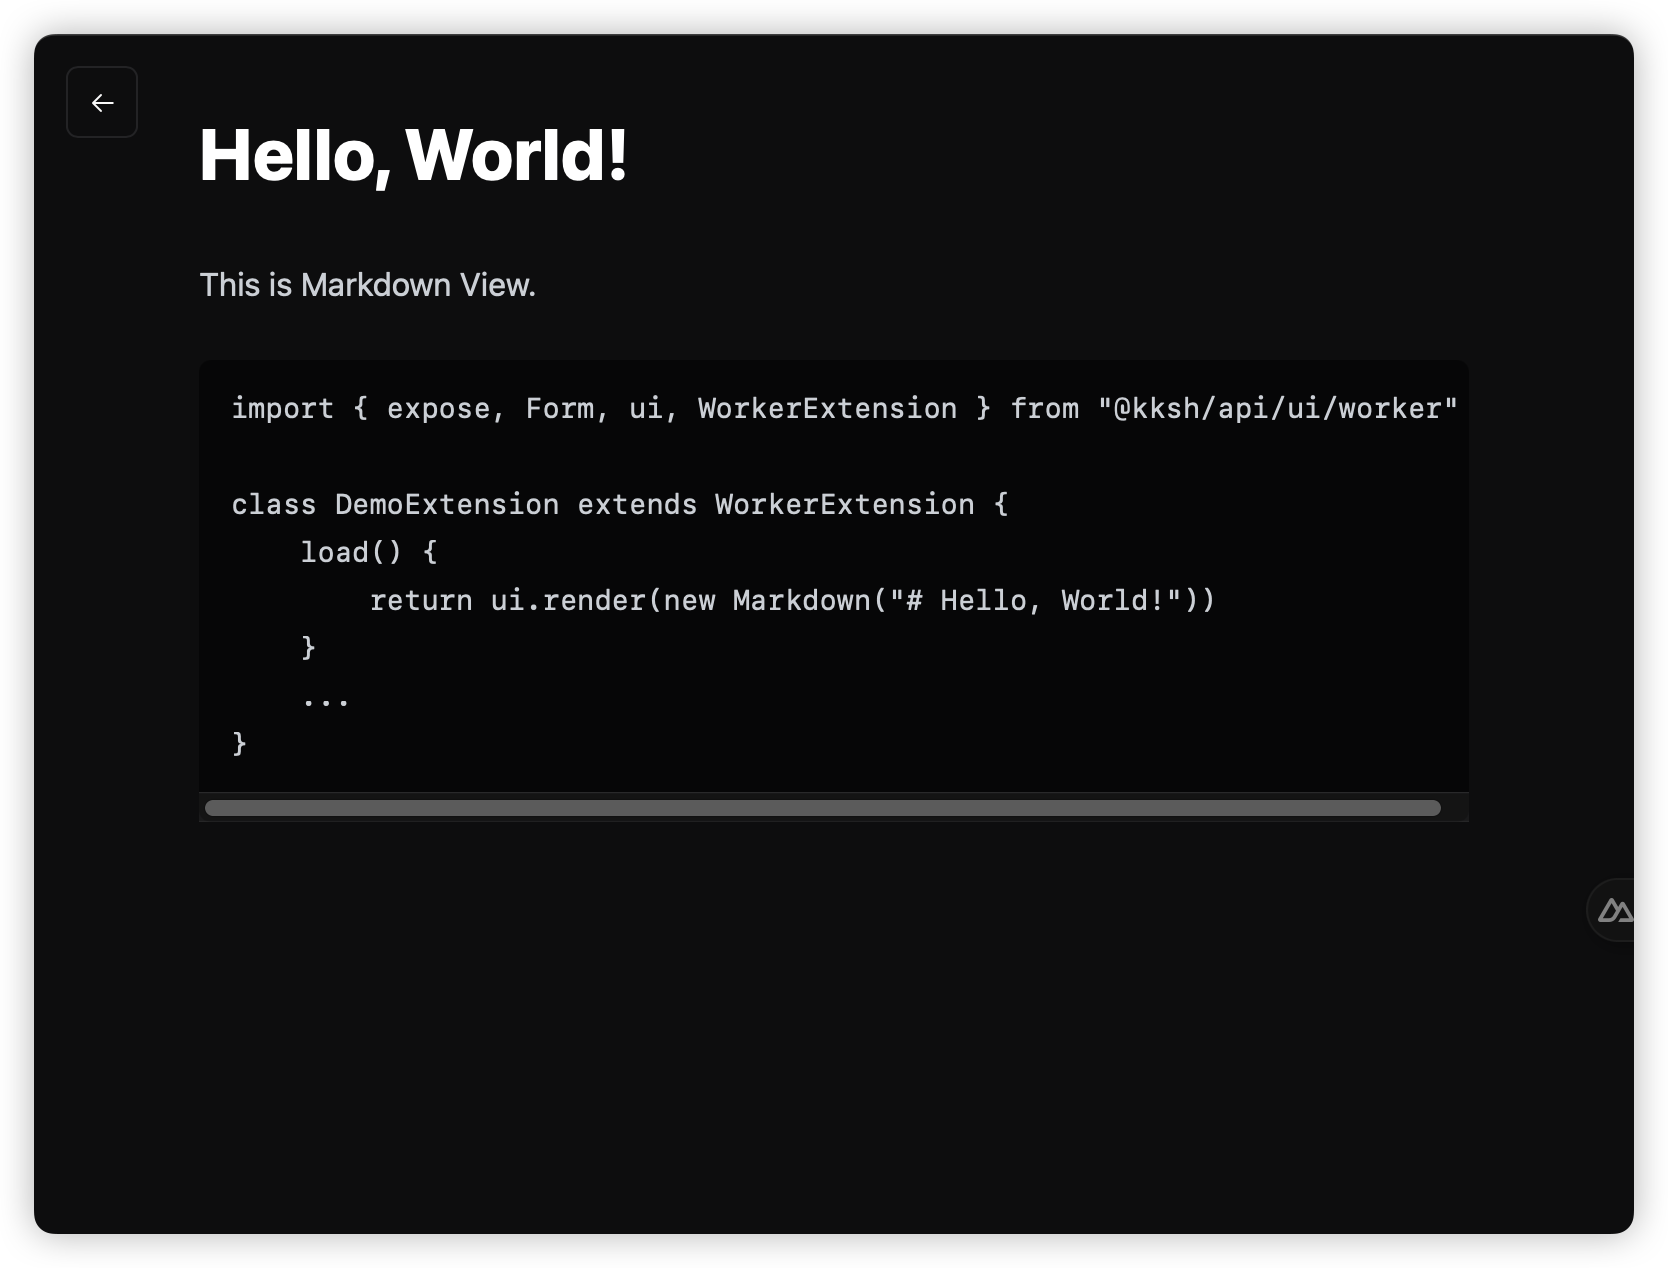 Hello, World!
This is Markdown View.
import { expose, Form, ui, WorkerExtension } from "@kksh/api/ui/worker"
class DemoExtension extends WorkerExtension {
    load() {
        return ui.render(new Markdown("# Hello, World!"))
    }
    ...
}